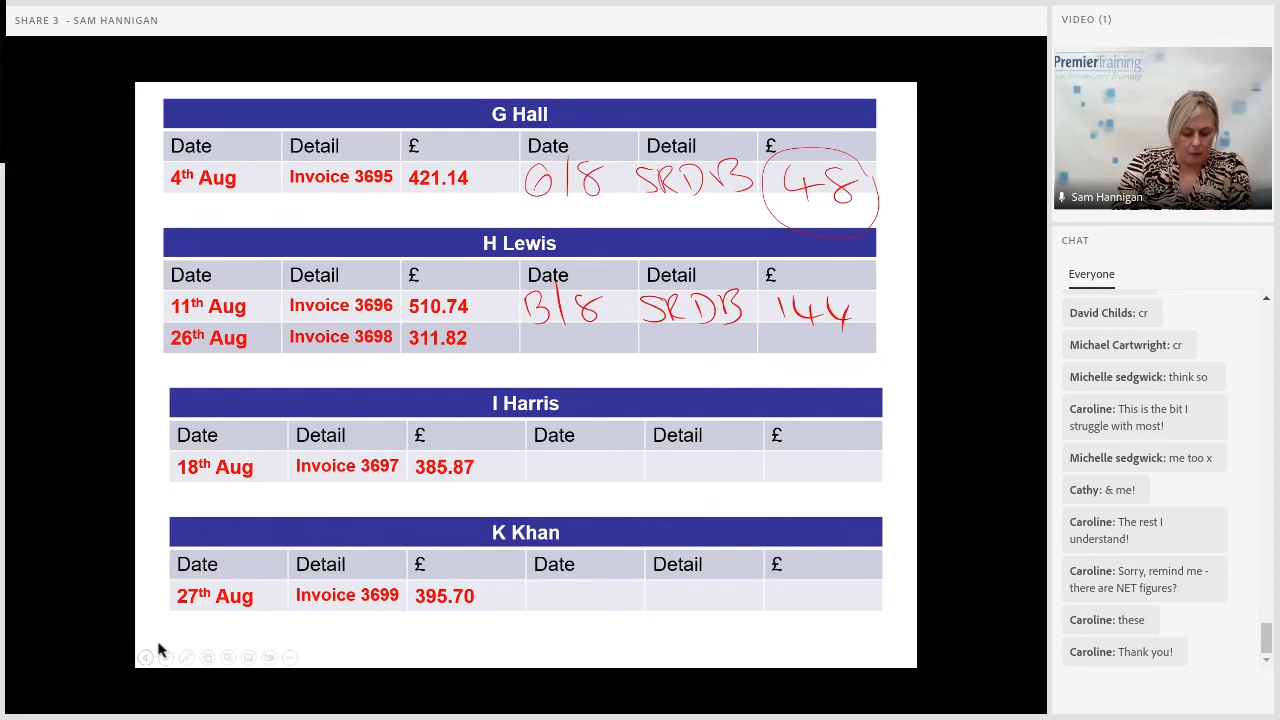 SHARE 3 - SAM HANNIGAN
VIDEO (1)
PremierTraining
Sam Hannigan
G Hall
Date Detail £ Date Detail £
4th Aug Invoice 3695 421.14 6/8 SRDB 48
H Lewis
Date Detail £ Date Detail £
11th Aug Invoice 3696 510.74 13/8 SRDB 144
26th Aug Invoice 3698 311.82
I Harris
Date Detail £ Date Detail £
18th Aug Invoice 3697 385.87
K Khan
Date Detail £ Date Detail £
27th Aug Invoice 3699 395.70
CHAT
Everyone
David Childs: cr
Michael Cartwright: cr
Michelle sedgwick: think so
Caroline: This is the bit I
struggle with most!
Michelle sedgwick: me too x
Cathy: & me!
Caroline: The rest I
understand!
Caroline: Sorry, remind me -
there are NET figures?
Caroline: these
Caroline: Thank you!